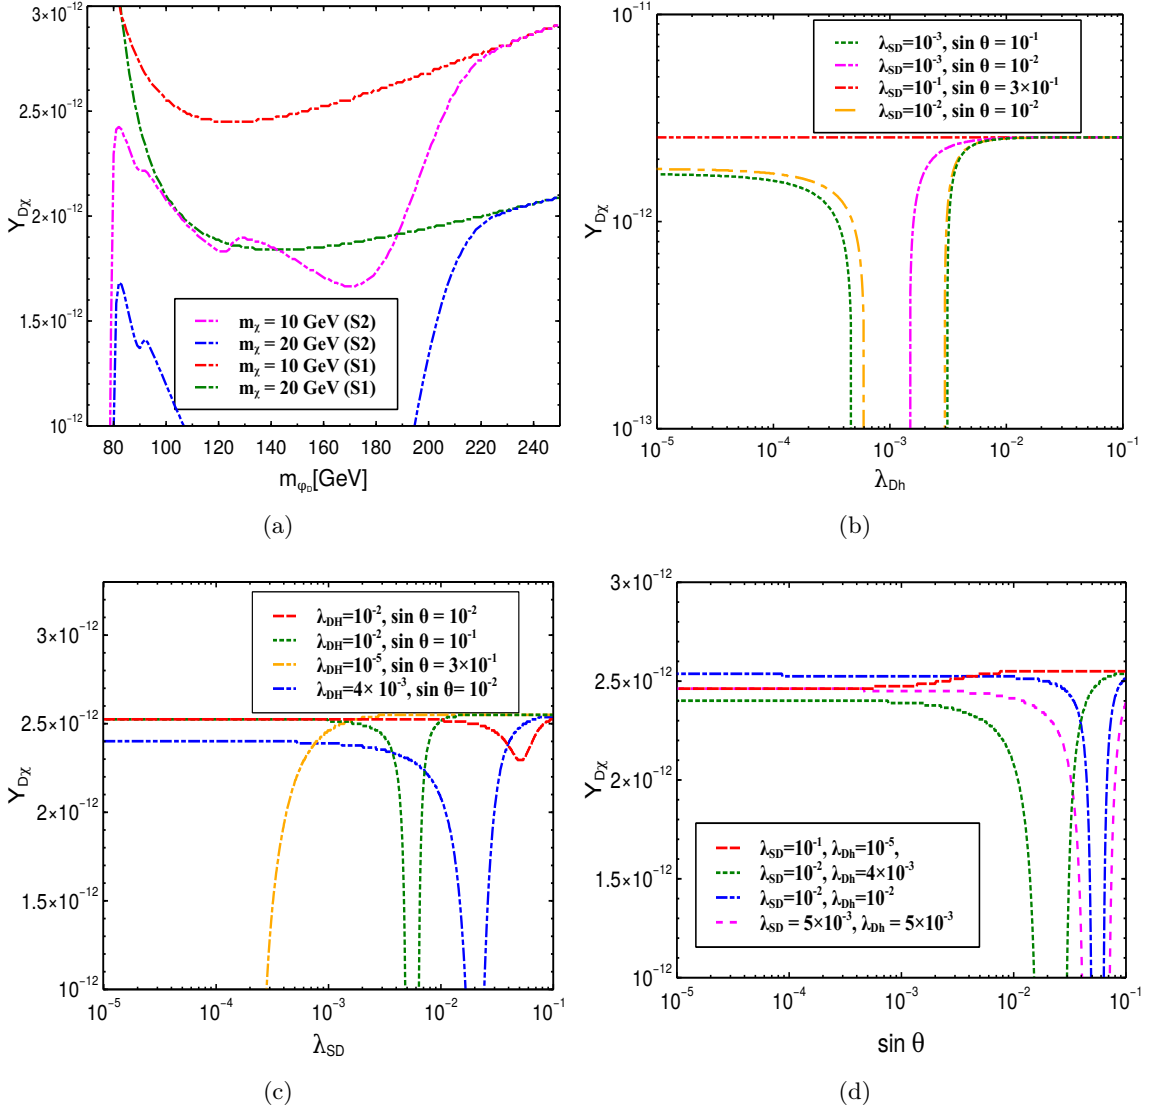 3×10⁻¹²
2.5×10⁻¹²
2×10⁻¹²
1.5×10⁻¹²
10⁻¹²
Y_Dχ
m_χ = 10 GeV (S2)
m_χ = 20 GeV (S2)
m_χ = 10 GeV (S1)
m_χ = 20 GeV (S1)
80 100 120 140 160 180 200 220 240
m_φ_D[GeV]
(a)
10⁻¹¹
10⁻¹²
10⁻¹³
Y_Dχ
λ_SD=10⁻³, sin θ = 10⁻¹
λ_SD=10⁻³, sin θ = 10⁻²
λ_SD=10⁻¹, sin θ = 3×10⁻¹
λ_SD=10⁻², sin θ = 10⁻²
10⁻⁵ 10⁻⁴ 10⁻³ 10⁻² 10⁻¹
λ_Dh
(b)
3×10⁻¹²
2.5×10⁻¹²
2×10⁻¹²
1.5×10⁻¹²
10⁻¹²
Y_Dχ
λ_DH=10⁻², sin θ = 10⁻²
λ_DH=10⁻², sin θ = 10⁻¹
λ_DH=10⁻⁵, sin θ = 3×10⁻¹
λ_DH=4× 10⁻³, sin θ= 10⁻²
10⁻⁵ 10⁻⁴ 10⁻³ 10⁻² 10⁻¹
λ_SD
(c)
3×10⁻¹²
2.5×10⁻¹²
2×10⁻¹²
1.5×10⁻¹²
10⁻¹²
Y_Dχ
λ_SD=10⁻¹, λ_Dh=10⁻⁵,
λ_SD=10⁻², λ_Dh=4×10⁻³
λ_SD=10⁻², λ_Dh=10⁻²
λ_SD = 5×10⁻³, λ_Dh = 5×10⁻³
10⁻⁵ 10⁻⁴ 10⁻³ 10⁻² 10⁻¹
sin θ
(d)